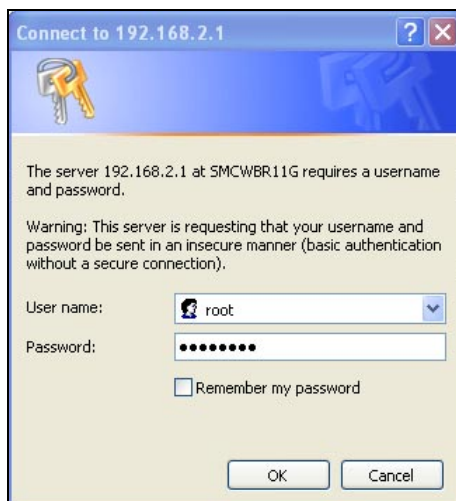 Connect to 192.168.2.1
The server 192.168.2.1 at SMCWBR11G requires a username
and password.
Warning: This server is requesting that your username and
password be sent in an insecure manner (basic authentication
without a secure connection).
User name:
root
Password:
••••••••
Remember my password
OK
Cancel